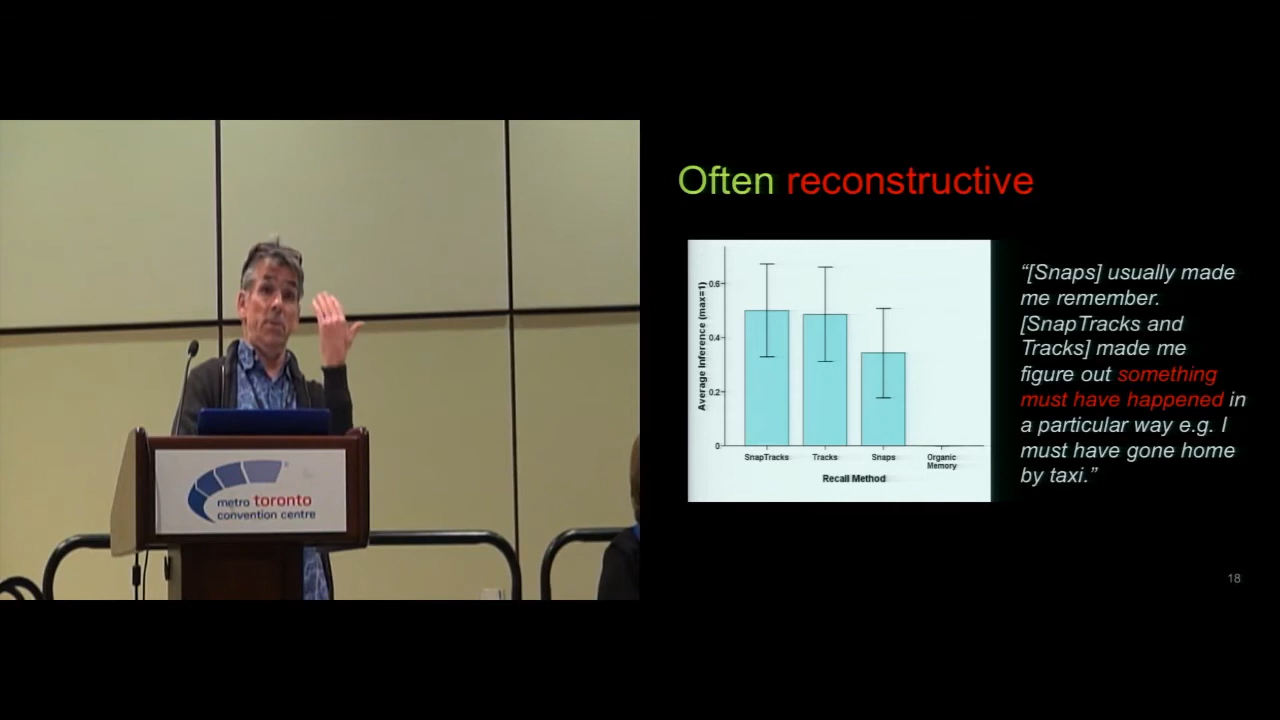 Often reconstructive
Average Inference (max=1)
0.6
0.4
0.2
0
SnapTracks Tracks Snaps Organic Memory
Recall Method
“[Snaps] usually made
me remember.
[SnapTracks and
Tracks] made me
figure out something
must have happened in
a particular way e.g. I
must have gone home
by taxi.”
18
metro toronto
convention centre